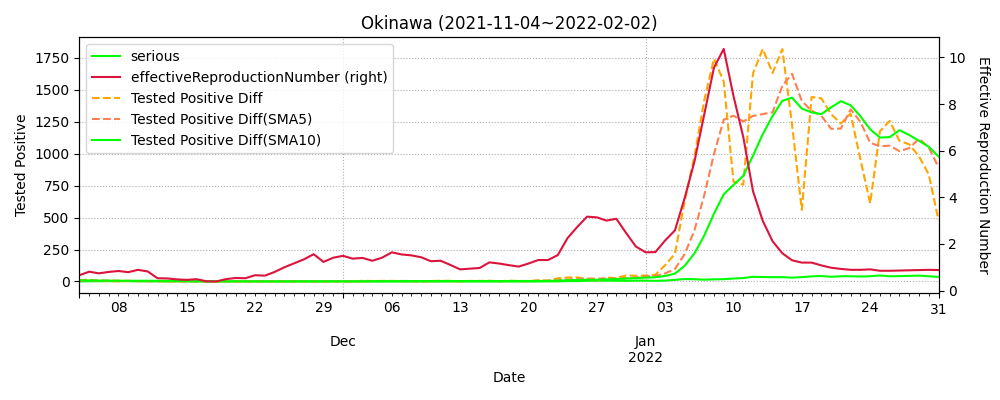 Okinawa (2021-11-04~2022-02-02)
serious
effectiveReproductionNumber (right)
Tested Positive Diff
Tested Positive Diff(SMA5)
Tested Positive Diff(SMA10)
Tested Positive
1750
1500
1250
1000
750
500
250
0
Effective Reproduction Number
10
8
6
4
2
0
08 15 22 29 06 13 20 27 03 10 17 24 31
Dec Jan
2022
Date